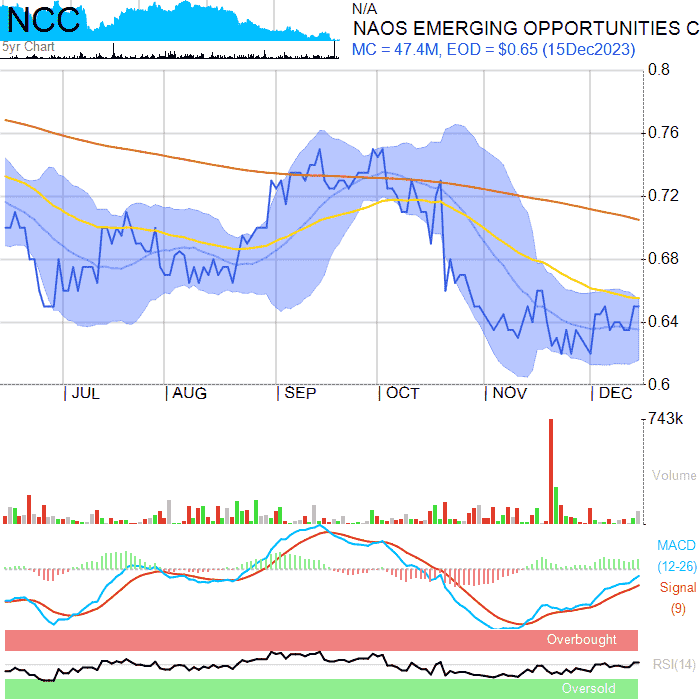 NCC
5yr Chart
N/A
NAOS EMERGING OPPORTUNITIES C
MC = 47.4M, EOD = $0.65 (15Dec2023)
0.8
0.76
0.72
0.68
0.64
0.6
JUL AUG SEP OCT NOV DEC
743k
Volume
MACD
(12-26)
Signal
(9)
Overbought
RSI(14)
Oversold